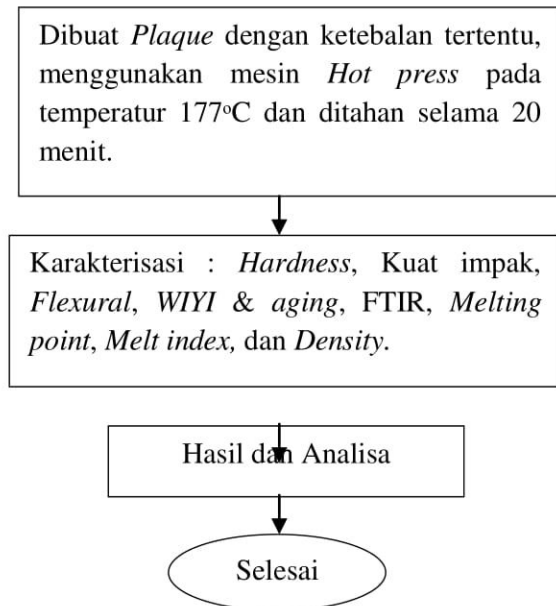 Dibuat Plaque dengan ketebalan tertentu,
menggunakan mesin Hot press pada
temperatur 177°C dan ditahan selama 20
menit.
Karakterisasi : Hardness, Kuat impak,
Flexural, WIYI & aging, FTIR, Melting
point, Melt index, dan Density.
Hasil dan Analisa
Selesai